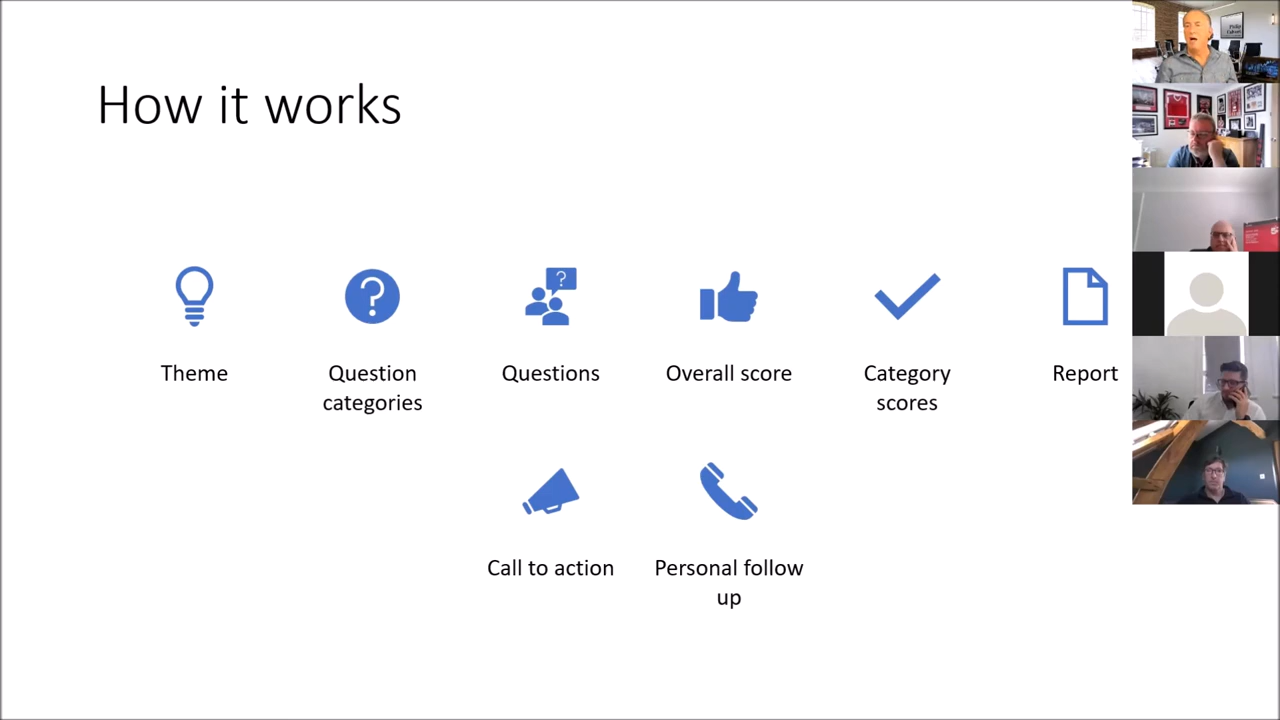 How it works
?
?
Theme
Question
categories
Questions
Overall score
Category
scores
Report
Call to action
Personal follow
up